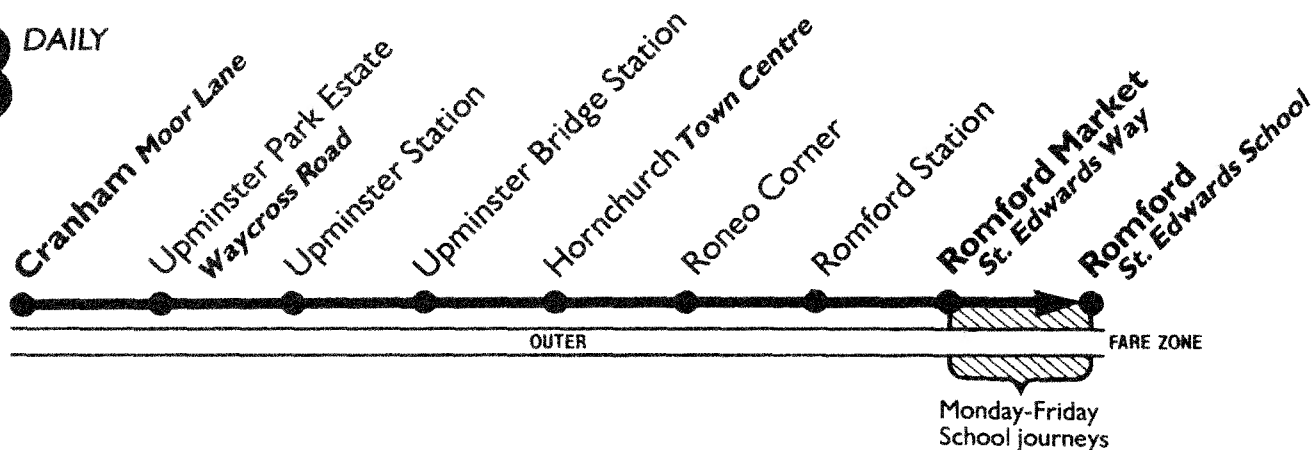 DAILY
Cranham Moor Lane
Upminster Park Estate
Waycross Road
Upminster Station
Upminster Bridge Station
Hornchurch Town Centre
Roneo Corner
Romford Station
Romford Market
St. Edwards Way
Romford
St. Edwards School
OUTER
FARE ZONE
Monday-Friday
School journeys